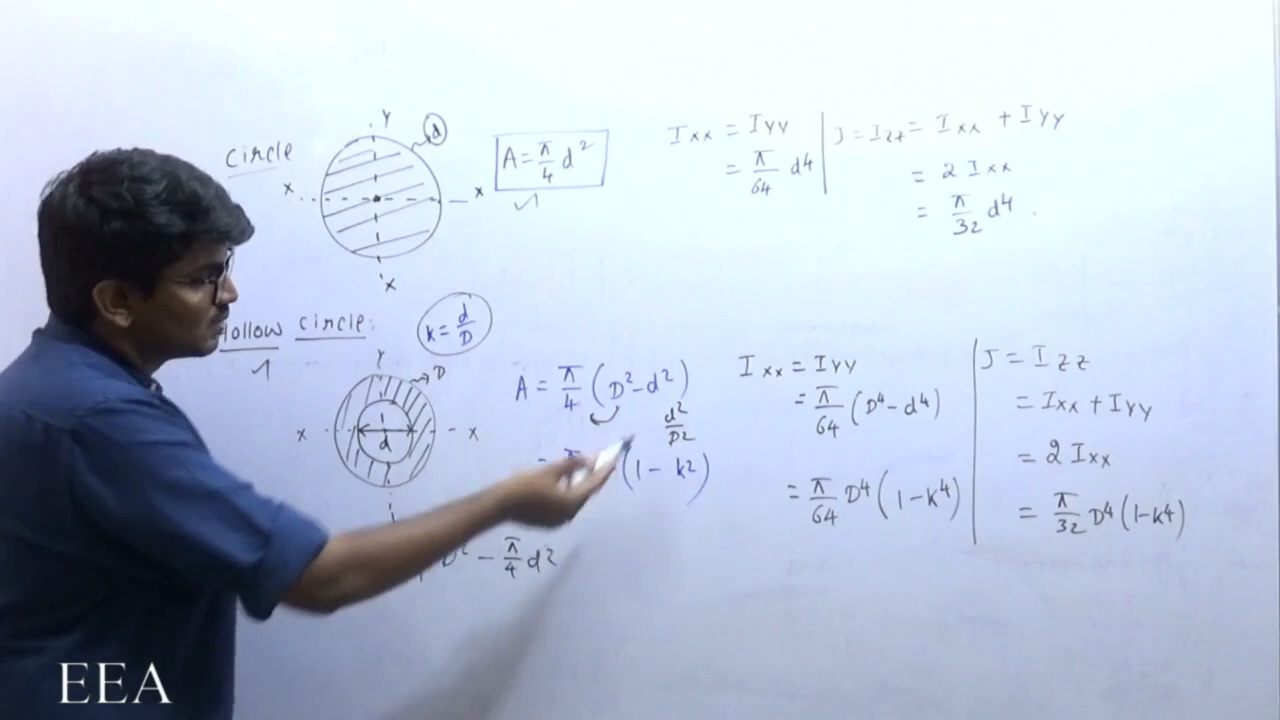 Circle
Y
d
X
X
X
A = π/4 d²
Ixx = Iyy
= π/64 d⁴
J = Izz = Ixx + Iyy
= 2 Ixx
= π/32 d⁴
Hollow circle:
k = d/D
Y
D
X
X
d
A = π/4 (D² - d²)
d²/D²
(1 - k²)
D² - π/4 d²
Ixx = Iyy
= π/64 (D⁴ - d⁴)
= π/64 D⁴ (1 - k⁴)
J = Izz
= Ixx + Iyy
= 2 Ixx
= π/32 D⁴ (1 - k⁴)
EEA